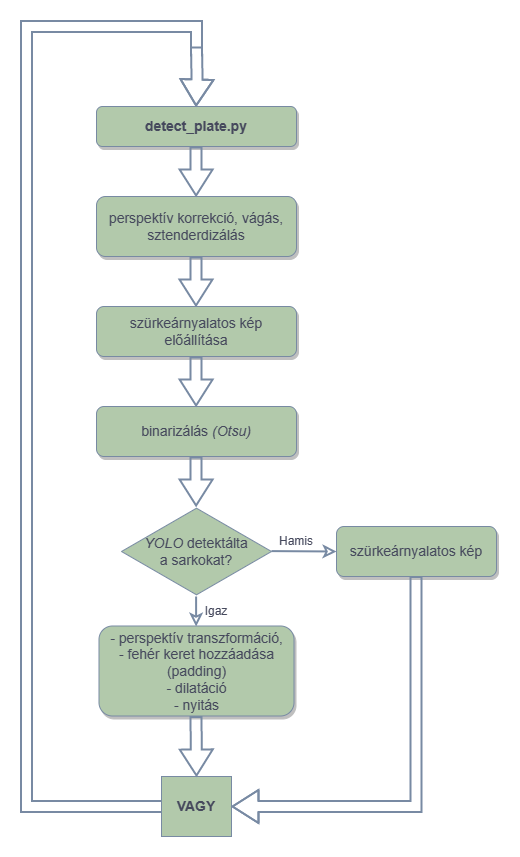 detect_plate.py
perspektív korrekció, vágás,
sztenderdizálás
szürkeárnyalatos kép
előállítása
binarizálás (Otsu)
YOLO detektálta
a sarkokat?
Hamis
szürkeárnyalatos kép
Igaz
- perspektív transzformáció,
- fehér keret hozzáadása
(padding)
- dilatáció
- nyitás
VAGY